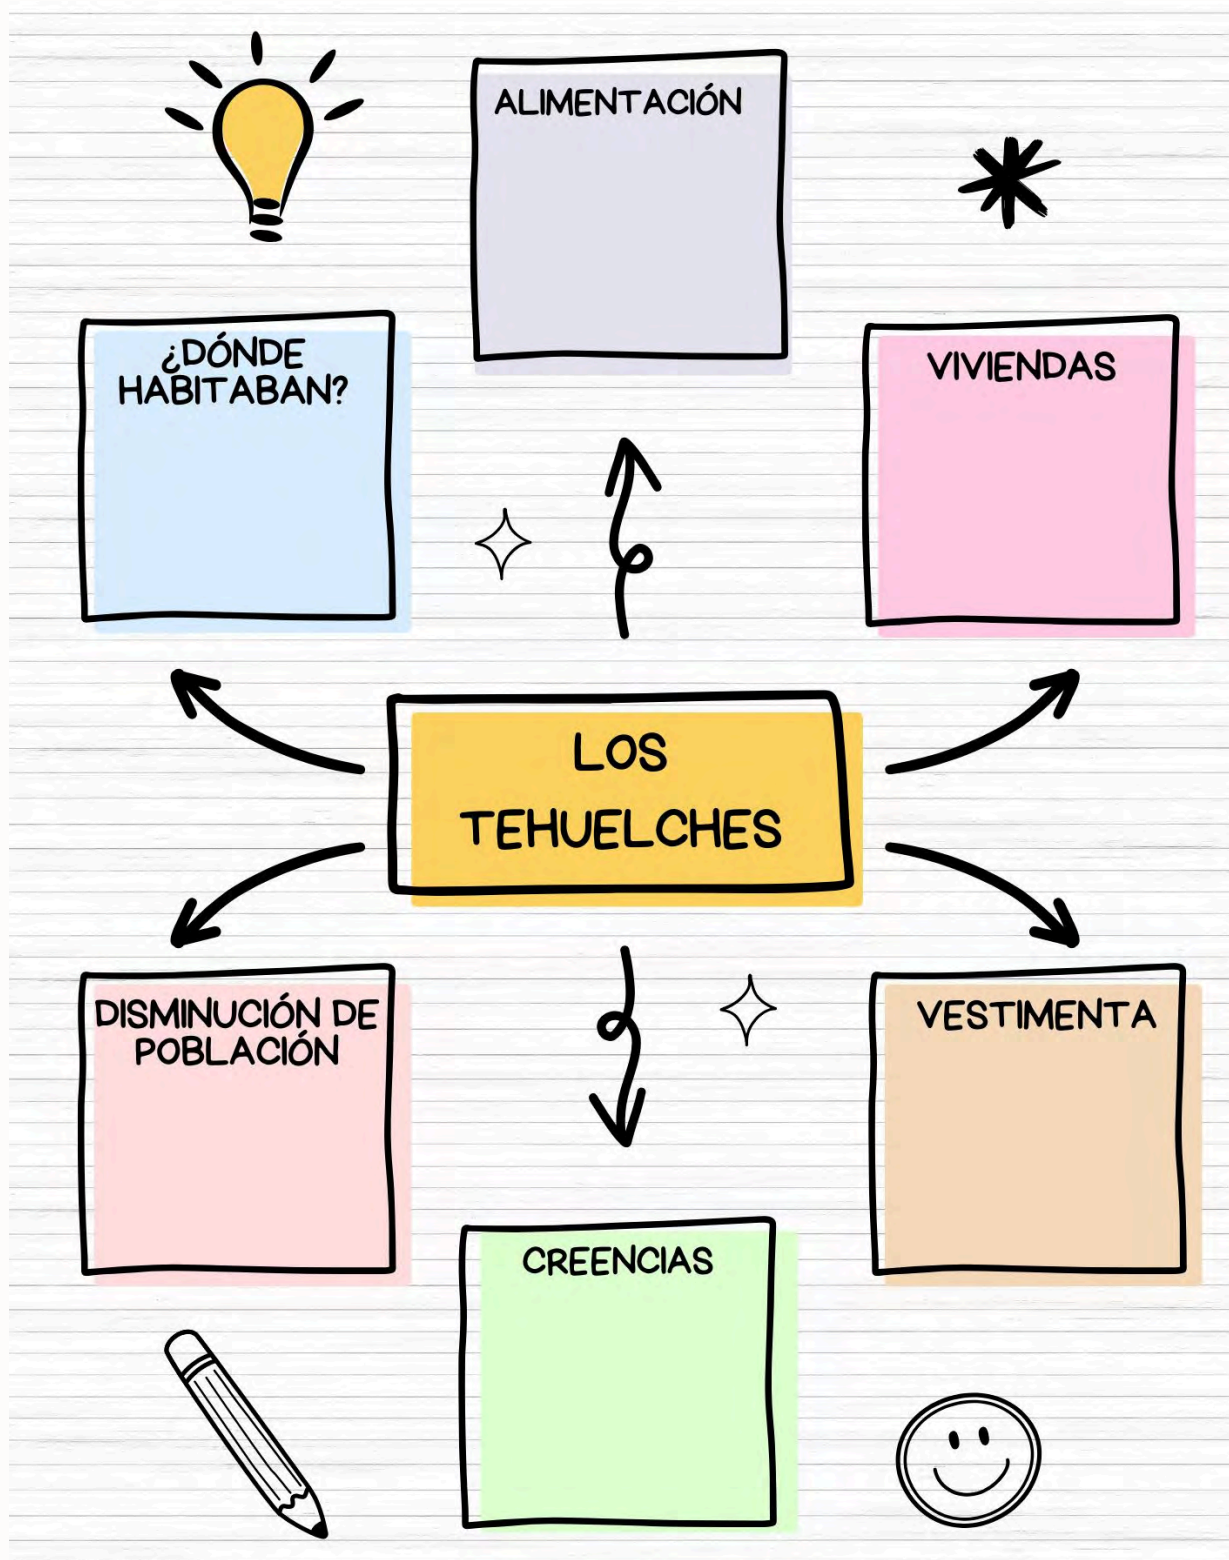 ALIMENTACIÓN
¿DÓNDE
HABITABAN?
VIVIENDAS
LOS
TEHUELCHES
DISMINUCIÓN DE
POBLACIÓN
VESTIMENTA
CREENCIAS